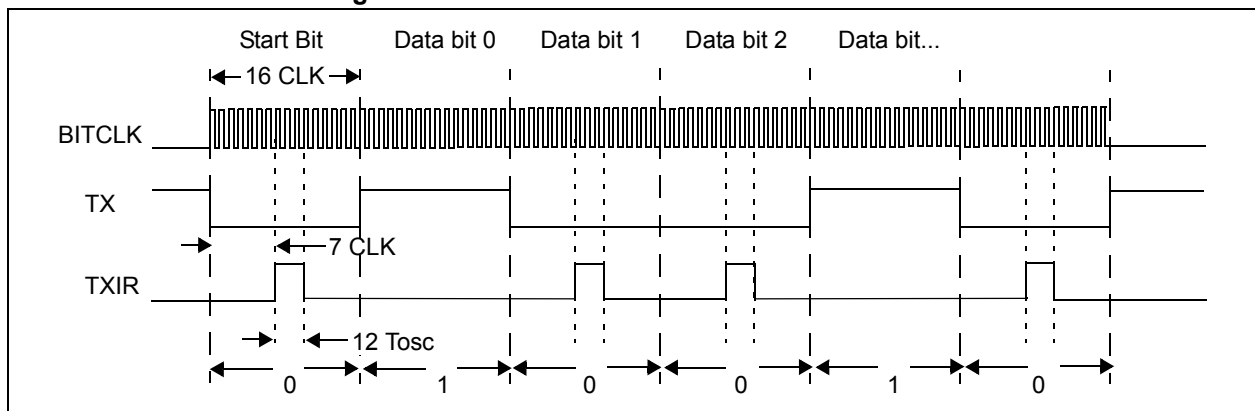 Start Bit Data bit 0 Data bit 1 Data bit 2 Data bit...
16 CLK
BITCLK
TX
7 CLK
TXIR
12 Tosc
0 1 0 0 1 0